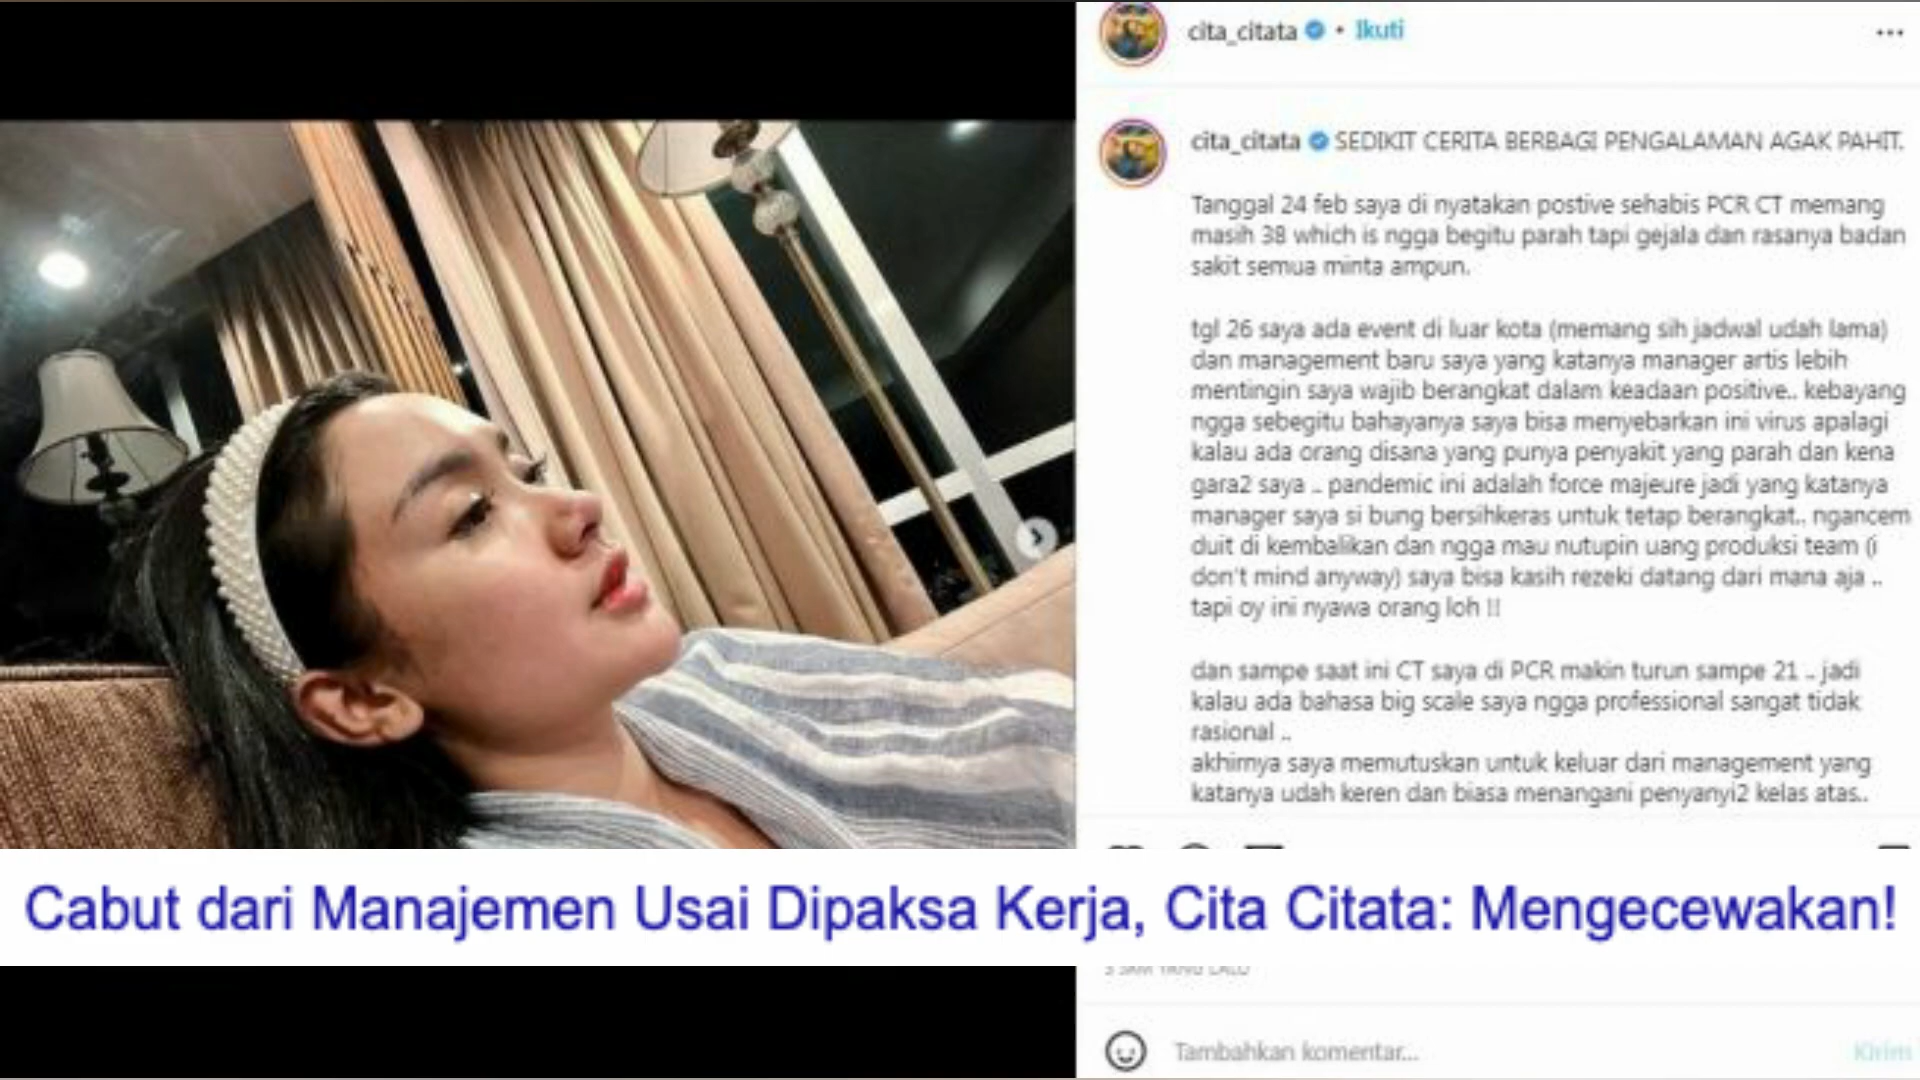 cita_citata • Ikuti
cita_citata SEDIKIT CERITA BERBAGI PENGALAMAN AGAK PAHIT.
Tanggal 24 feb saya di nyatakan postive sehabis PCR CT memang
masih 38 which is ngga begitu parah tapi gejala dan rasanya badan
sakit semua minta ampun.
tgl 26 saya ada event di luar kota (memang sih jadwal udah lama)
dan management baru saya yang katanya manager artis lebih
mentingin saya wajib berangkat dalam keadaan positive.. kebayang
ngga sebegitu bahayanya saya bisa menyebarkan ini virus apalagi
kalau ada orang disana yang punya penyakit yang parah dan kena
gara2 saya .. pandemic ini adalah force majeure jadi yang katanya
manager saya si bung bersihkeras untuk tetap berangkat.. ngancem
duit di kembalikan dan ngga mau nutupin uang produksi team (i
don't mind anyway) saya bisa kasih rezeki datang dari mana aja ..
tapi oy ini nyawa orang loh !!
dan sampe saat ini CT saya di PCR makin turun sampe 21 .. jadi
kalau ada bahasa big scale saya ngga professional sangat tidak
rasional ..
akhirnya saya memutuskan untuk keluar dari management yang
katanya udah keren dan biasa menangani penyanyi2 kelas atas..
Cabut dari Manajemen Usai Dipaksa Kerja, Cita Citata: Mengecewakan!
JAM YANG LALU
Tambahkan komentar...
Kirim